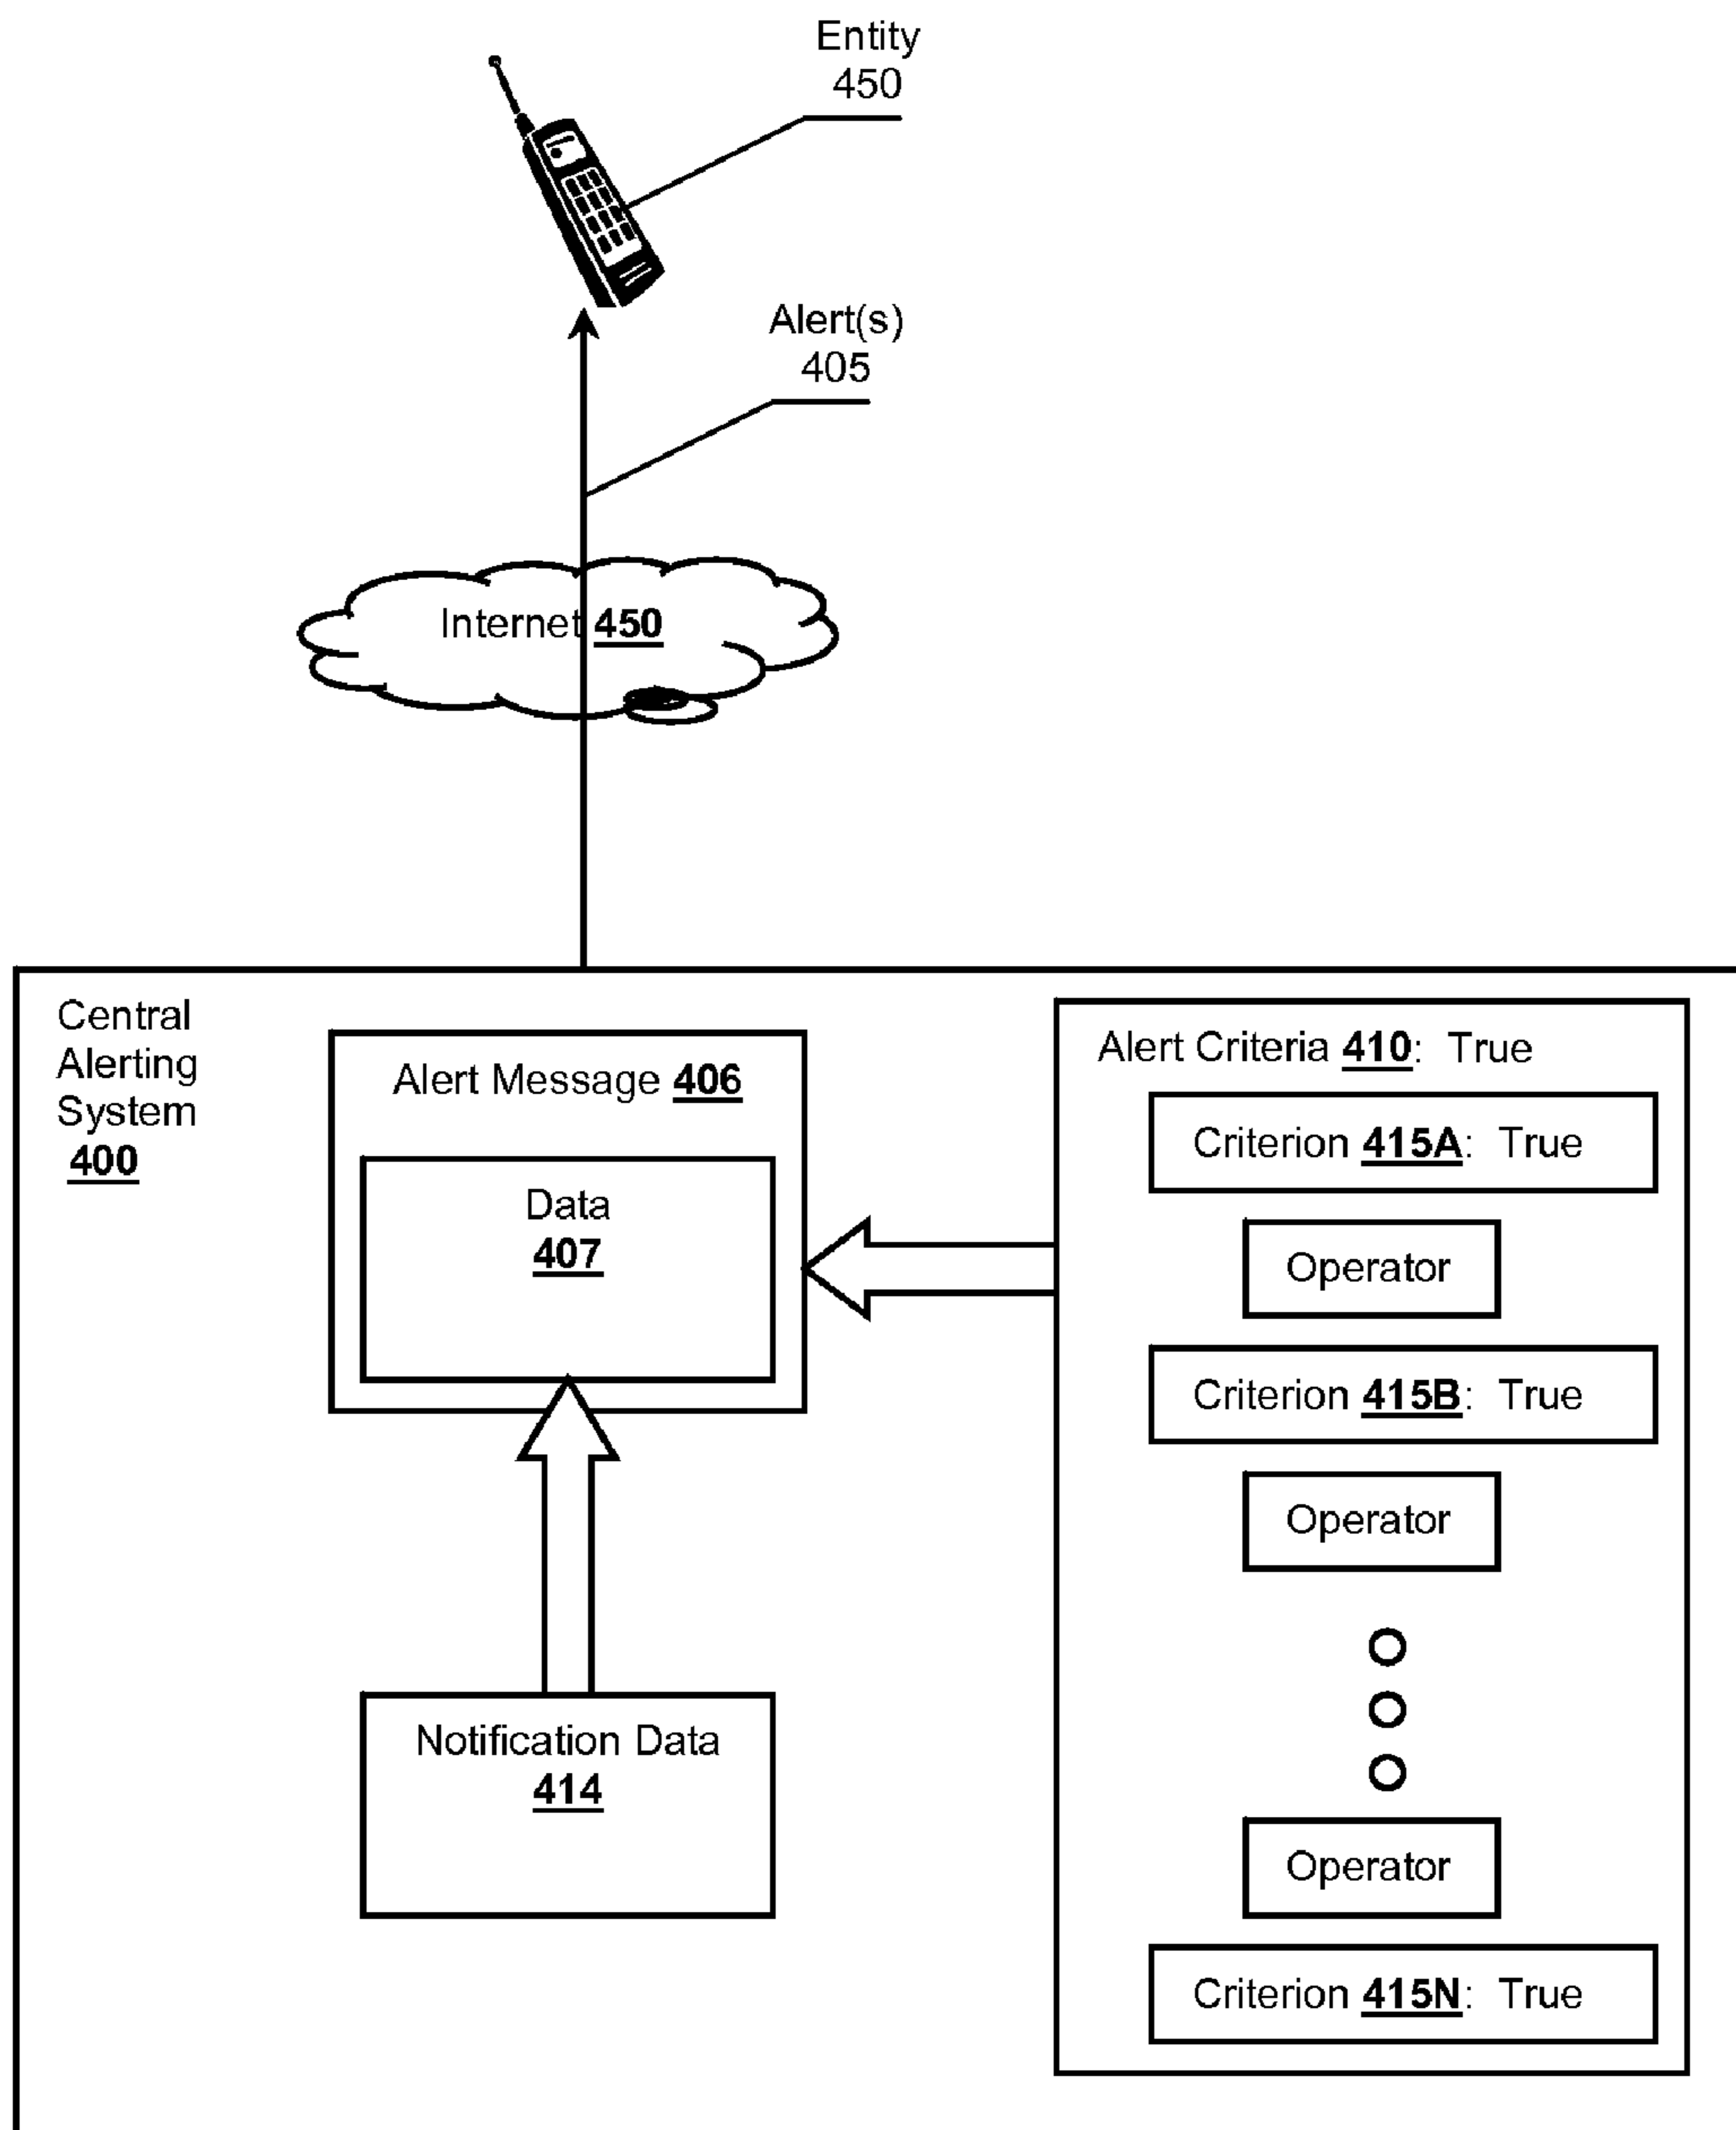 Entity
450
Alert(s)
405
Internet 450
Central
Alerting
System
400
Alert Message 406
Data
407
Notification Data
414
Alert Criteria 410: True
Criterion 415A: True
Operator
Criterion 415B: True
Operator
Operator
Criterion 415N: True